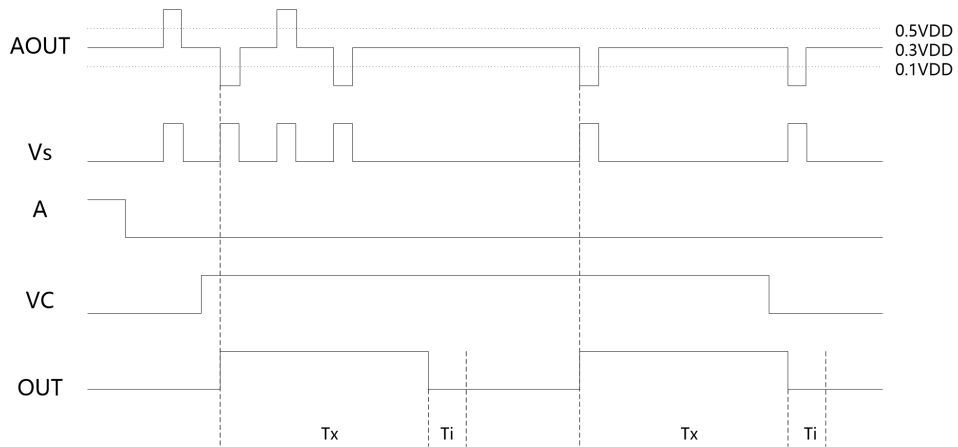 AOUT
0.5VDD
0.3VDD
0.1VDD
Vs
A
VC
OUT
Tx
Ti
Tx
Ti